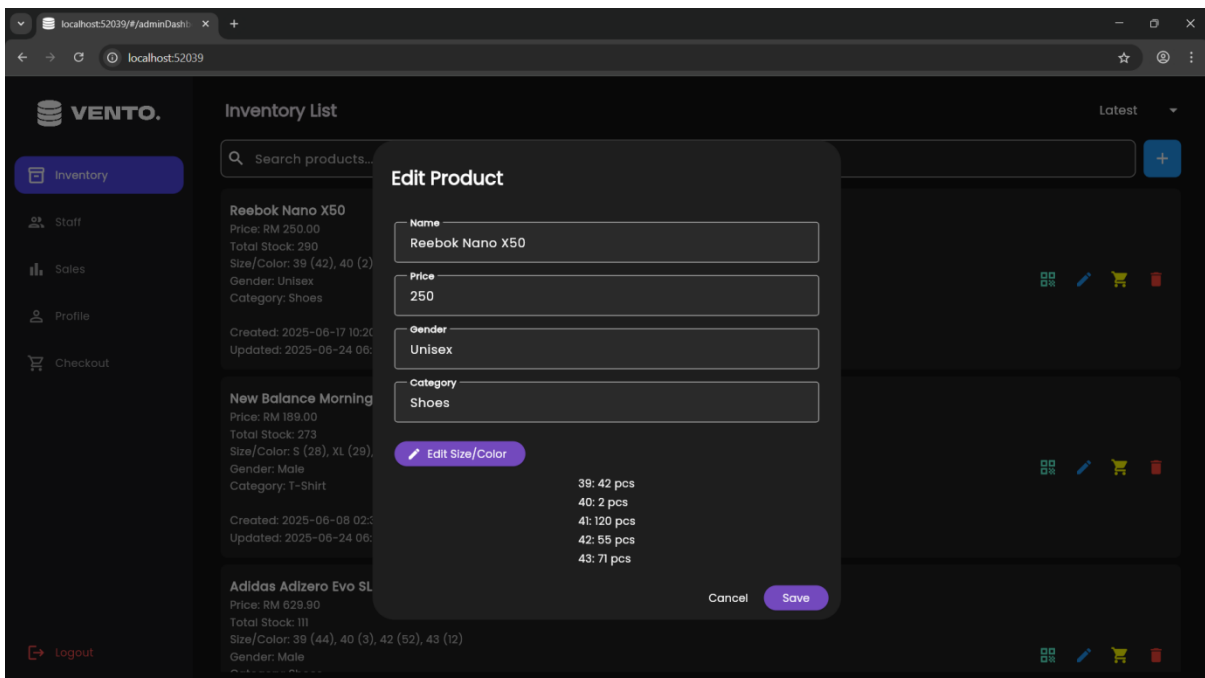 localhost:52039/#/adminDashb
localhost:52039
VENTO.
Inventory
Staff
Sales
Profile
Checkout
Logout
Inventory List
Latest
Search products...
Reebok Nano X50
Price: RM 250.00
Total Stock: 290
Size/Color: 39 (42), 40 (2)
Gender: Unisex
Category: Shoes
Created: 2025-06-17 10:20
Updated: 2025-06-24 06:
New Balance Morning
Price: RM 189.00
Total Stock: 273
Size/Color: S (28), XL (29),
Gender: Male
Category: T-Shirt
Created: 2025-06-08 02:3
Updated: 2025-06-24 06:
Adidas Adizero Evo SL
Price: RM 629.90
Total Stock: 111
Size/Color: 39 (44), 40 (3), 42 (52), 43 (12)
Gender: Male
Edit Product
Name
Reebok Nano X50
Price
250
Gender
Unisex
Category
Shoes
Edit Size/Color
39: 42 pcs
40: 2 pcs
41: 120 pcs
42: 55 pcs
43: 71 pcs
Cancel
Save